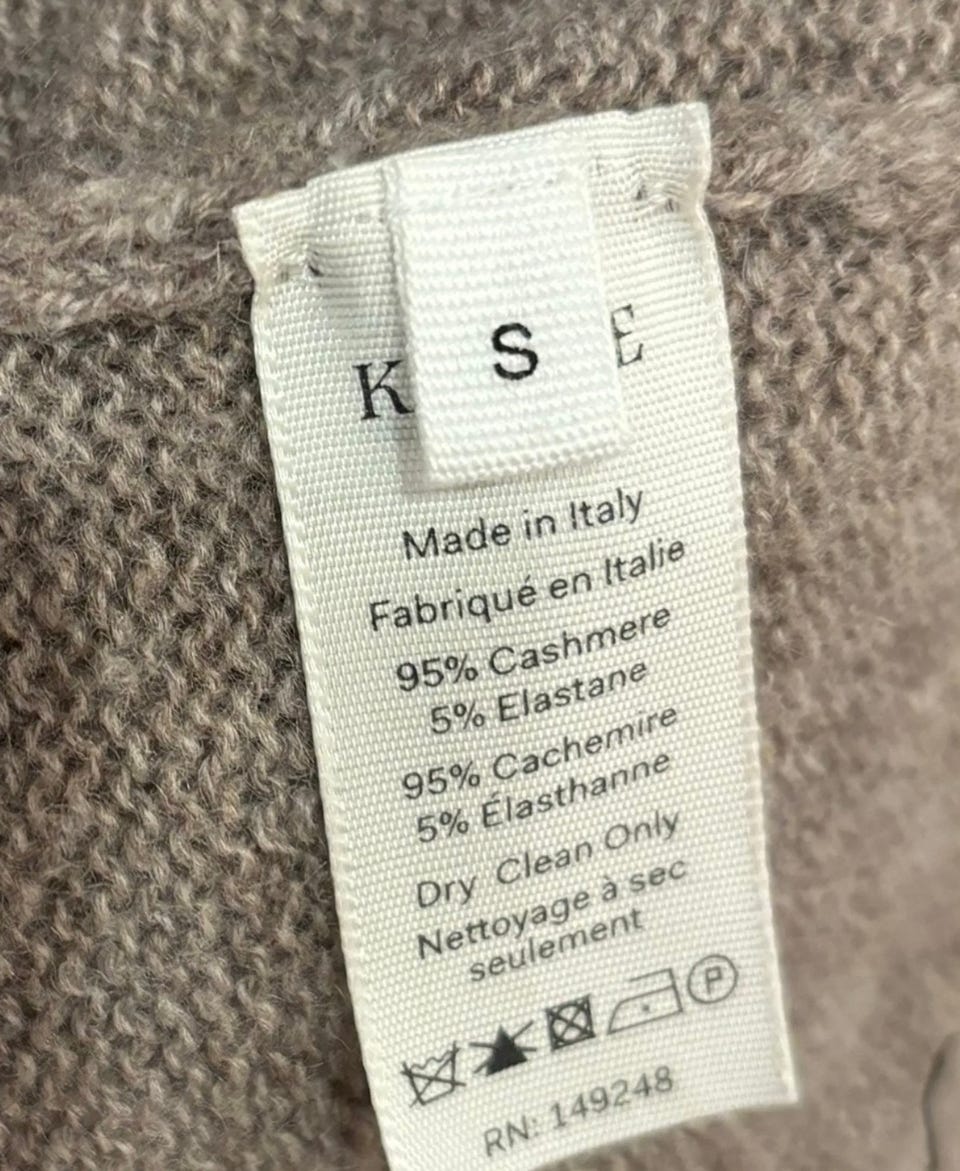 S
K E
Made in Italy
Fabriqué en Italie
95% Cashmere
5% Elastane
95% Cachemire
5% Élasthanne
Dry Clean Only
Nettoyage à sec
seulement
P
RN: 149248